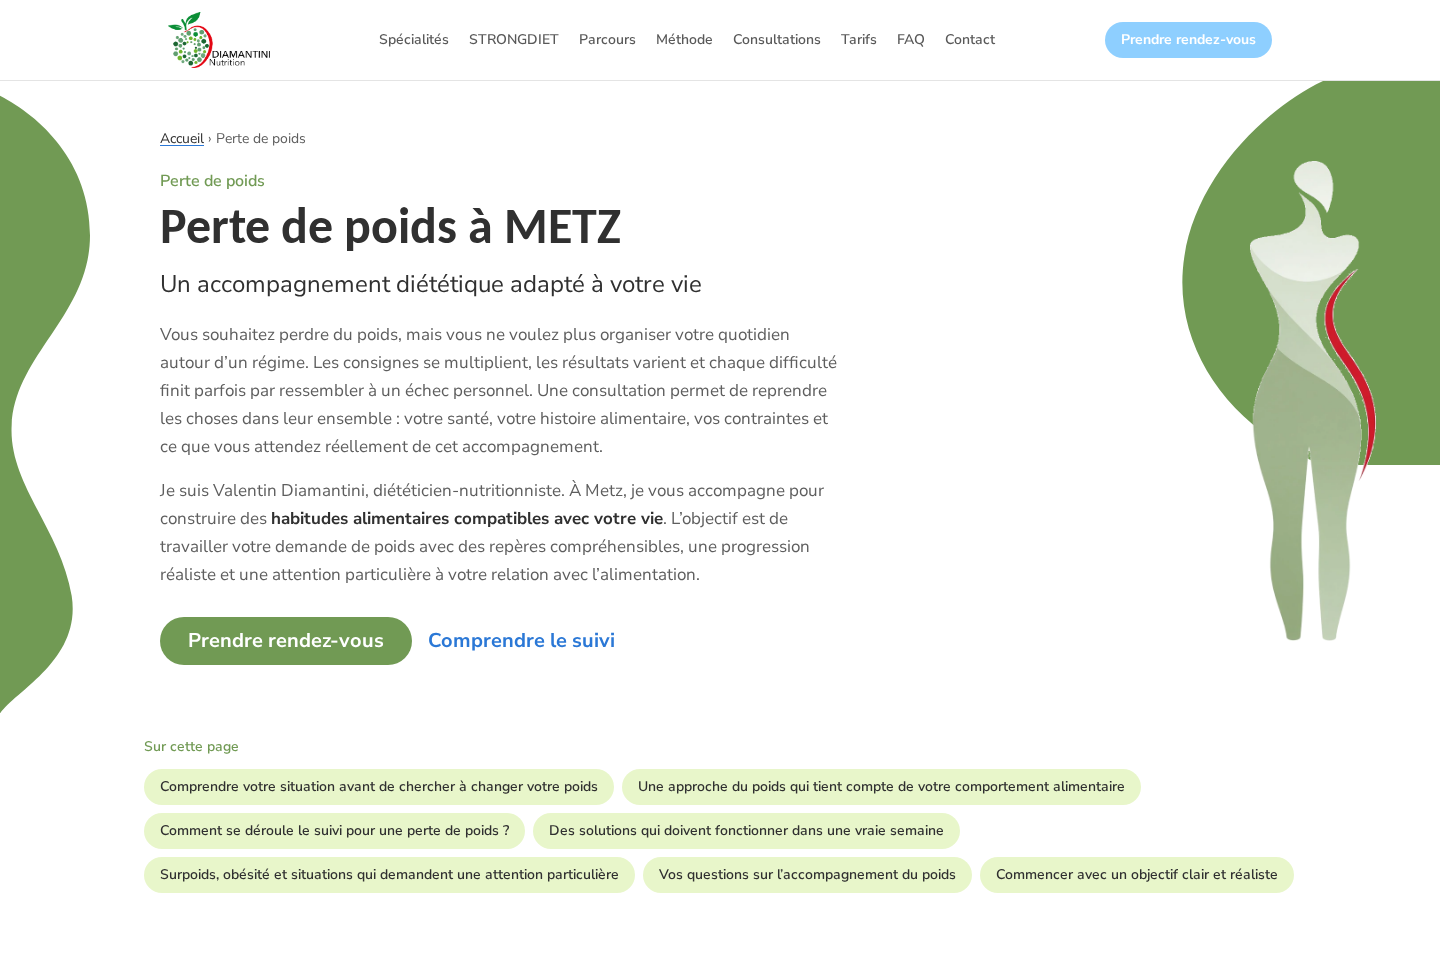 DIAMANTINI
Nutrition
Spécialités STRONGDIET Parcours Méthode Consultations Tarifs FAQ Contact
Prendre rendez-vous
Accueil › Perte de poids
Perte de poids
Perte de poids à METZ
Un accompagnement diététique adapté à votre vie
Vous souhaitez perdre du poids, mais vous ne voulez plus organiser votre quotidien
autour d’un régime. Les consignes se multiplient, les résultats varient et chaque difficulté
finit parfois par ressembler à un échec personnel. Une consultation permet de reprendre
les choses dans leur ensemble : votre santé, votre histoire alimentaire, vos contraintes et
ce que vous attendez réellement de cet accompagnement.
Je suis Valentin Diamantini, diététicien-nutritionniste. À Metz, je vous accompagne pour
construire des habitudes alimentaires compatibles avec votre vie. L’objectif est de
travailler votre demande de poids avec des repères compréhensibles, une progression
réaliste et une attention particulière à votre relation avec l’alimentation.
Prendre rendez-vous Comprendre le suivi
Sur cette page
Comprendre votre situation avant de chercher à changer votre poids Une approche du poids qui tient compte de votre comportement alimentaire
Comment se déroule le suivi pour une perte de poids ? Des solutions qui doivent fonctionner dans une vraie semaine
Surpoids, obésité et situations qui demandent une attention particulière Vos questions sur l’accompagnement du poids Commencer avec un objectif clair et réaliste